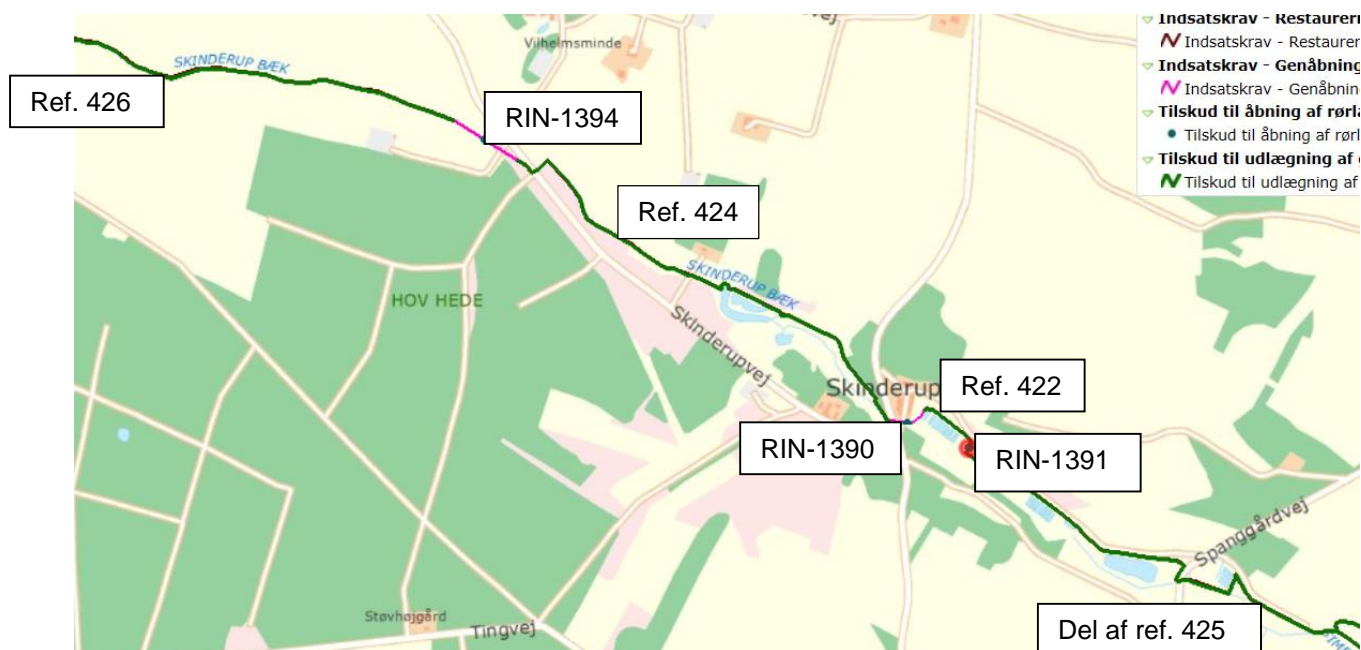 Indsatskrav - Restaurer
Indsatskrav - Restaurer
Indsatskrav - Genåbning
Indsatskrav - Genåbning
Tilskud til åbning af rørla
Tilskud til åbning af rørl
Tilskud til udlægning af
Tilskud til udlægning af
Vilhelmsminde
SKINDERUP BÆK
Ref. 426
RIN-1394
Ref. 424
SKINDERUP BÆK
HOV HEDE
Skinderupvej
Skinderup
Ref. 422
RIN-1390
RIN-1391
Spanggårdvej
Støvhøjgård
Tingvej
Del af ref. 425